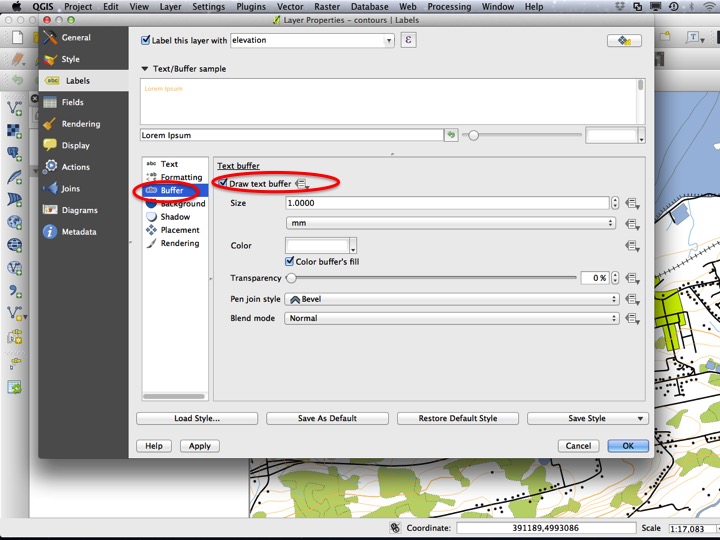 QGIS Project Edit View Layer Settings Plugins Vector Raster Database Web Processing Window Help
Layer Properties - contours | Labels
General
Style
Labels
Fields
Rendering
Display
Actions
Joins
Diagrams
Metadata
Label this layer with elevation ε
Text/Buffer sample
Lorem Ipsum
Lorem Ipsum
Text
Formatting
Buffer
Background
Shadow
Placement
Rendering
Text buffer
Draw text buffer
Size 1.0000
mm
Color
Color buffer's fill
Transparency 0 %
Pen join style Bevel
Blend mode Normal
Load Style... Save As Default Restore Default Style Save Style
Help Apply Cancel OK
Coordinate: 391189,4993086 Scale 1:17,083